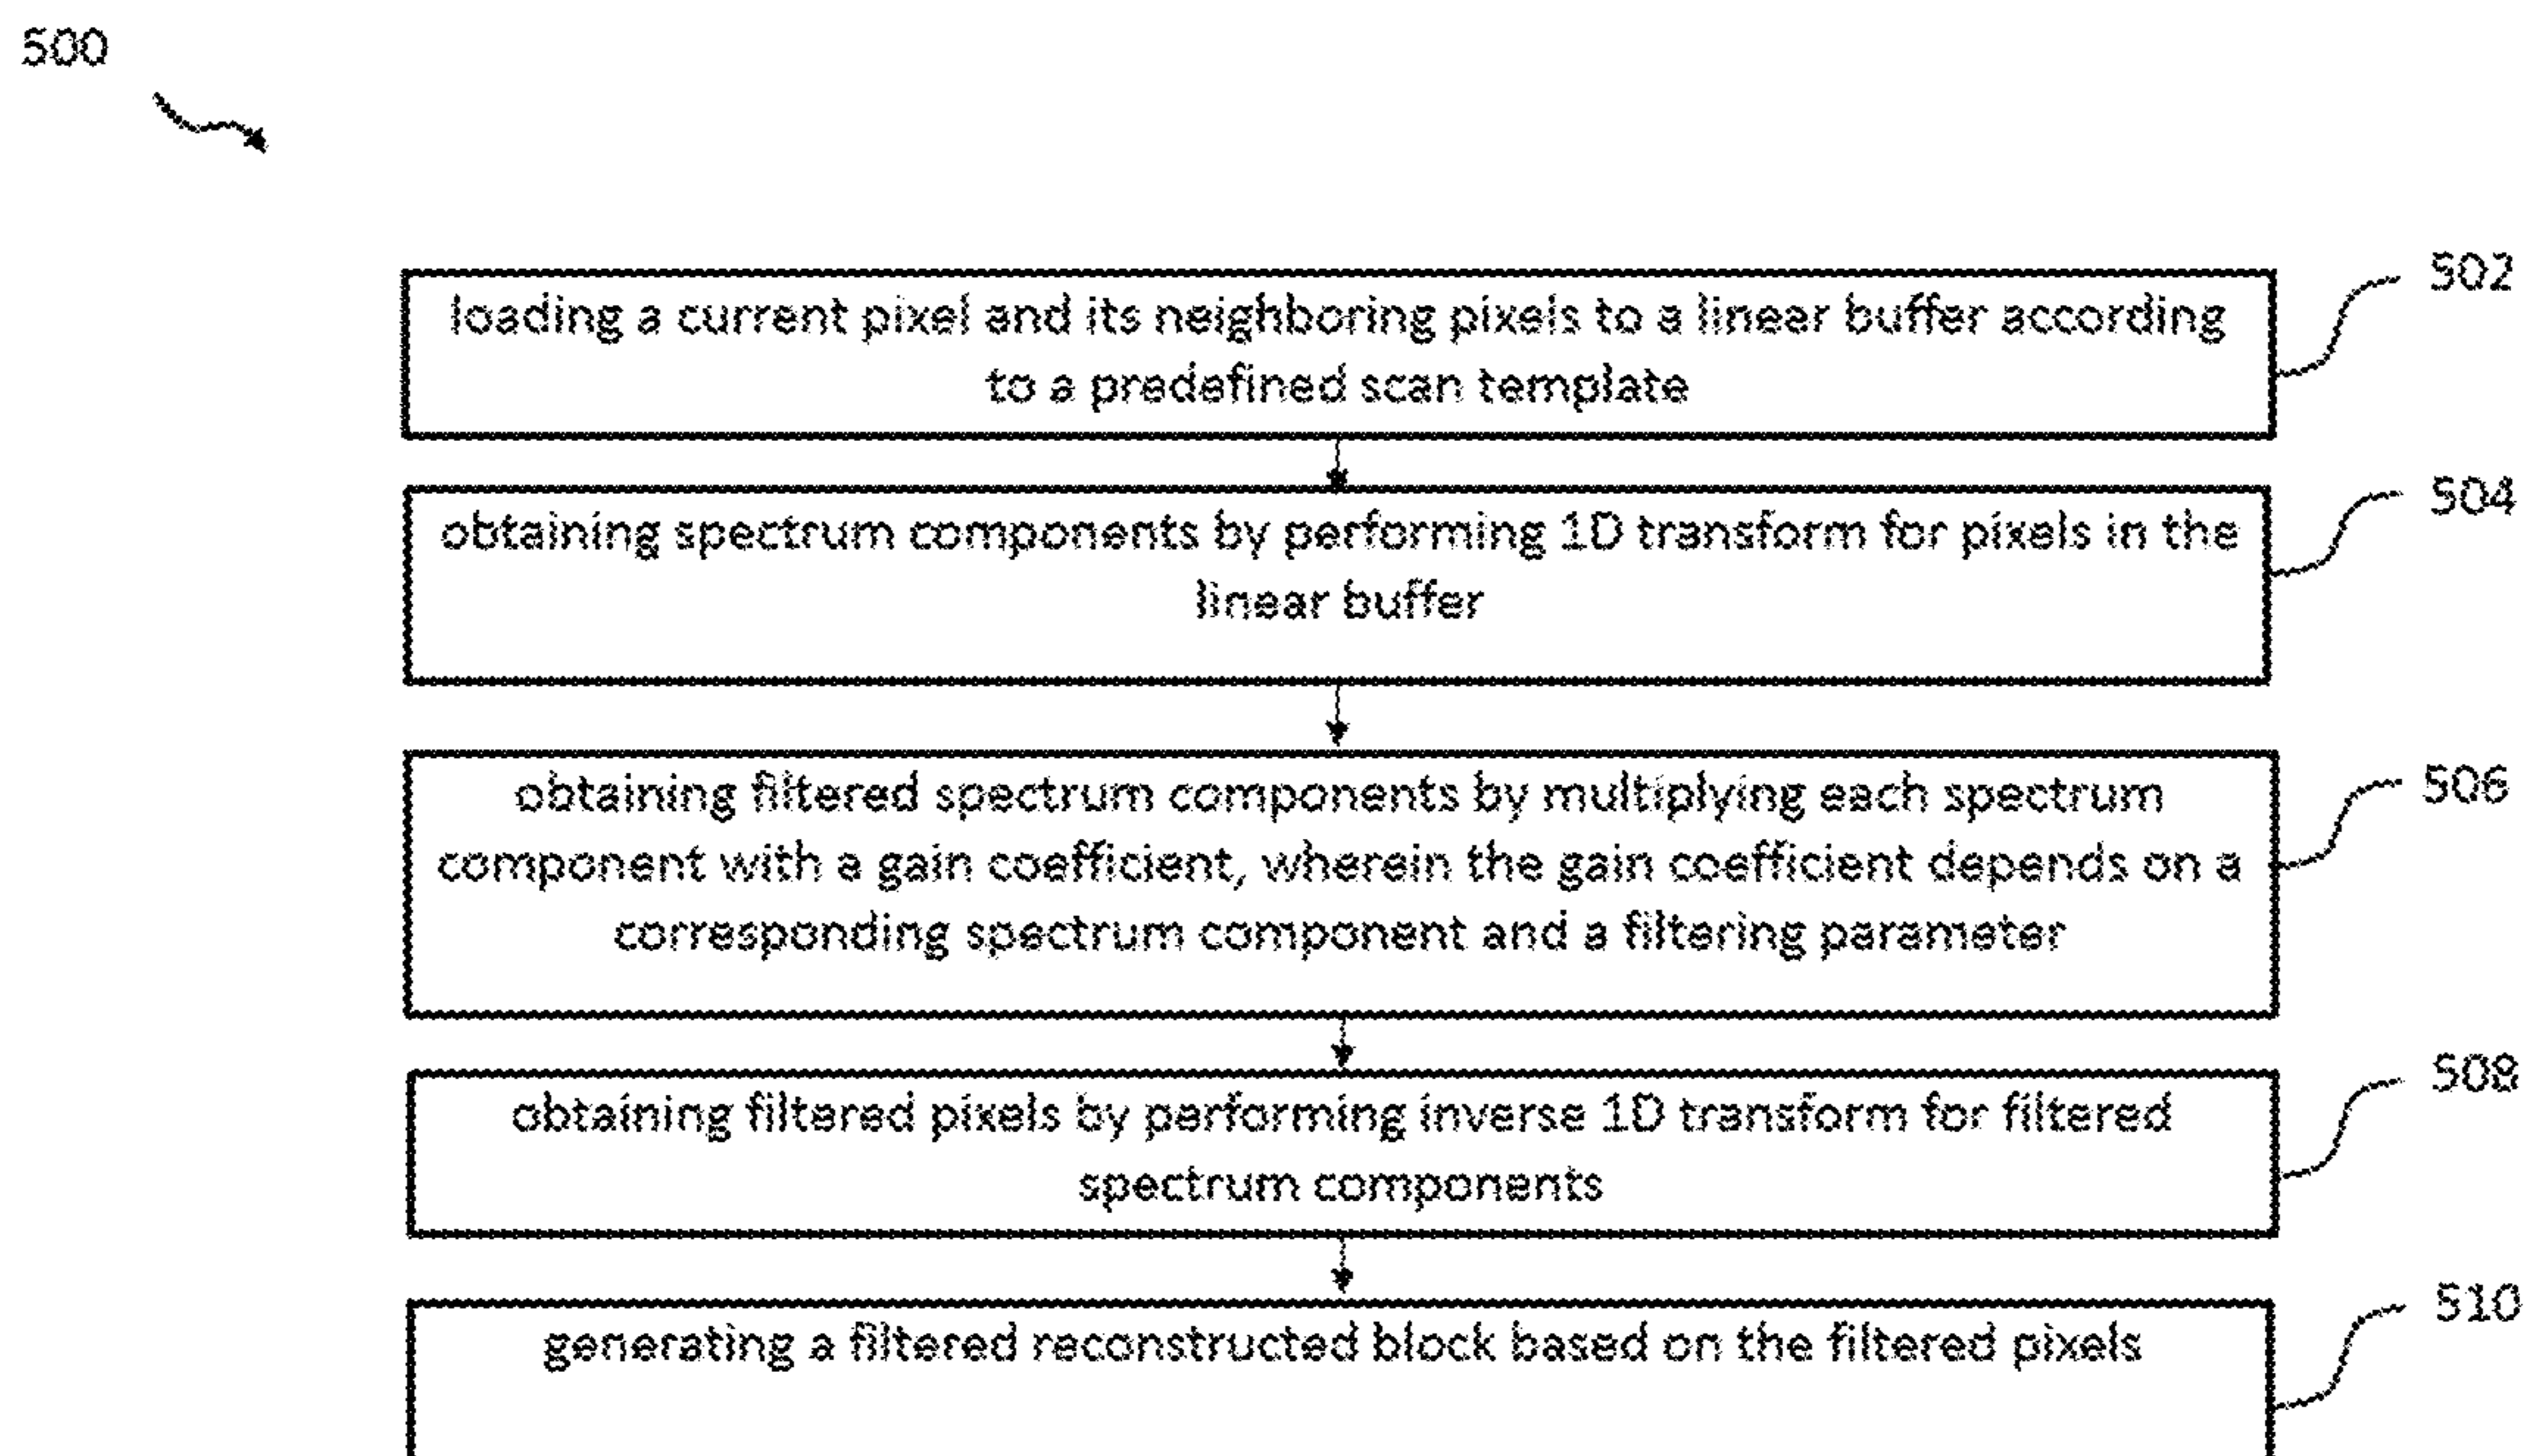 500
502
loading a current pixel and its neighboring pixels to a linear buffer according
to a predefined scan template
504
obtaining spectrum components by performing 1D transform for pixels in the
linear buffer
506
obtaining filtered spectrum components by multiplying each spectrum
component with a gain coefficient, wherein the gain coefficient depends on a
corresponding spectrum component and a filtering parameter
508
obtaining filtered pixels by performing inverse 1D transform for filtered
spectrum components
510
generating a filtered reconstructed block based on the filtered pixels